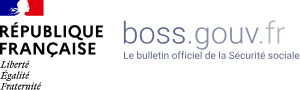 RÉPUBLIQUE
FRANÇAISE
Liberté
Égalité
Fraternité
boss.gouv.fr
Le bulletin officiel de la Sécurité sociale